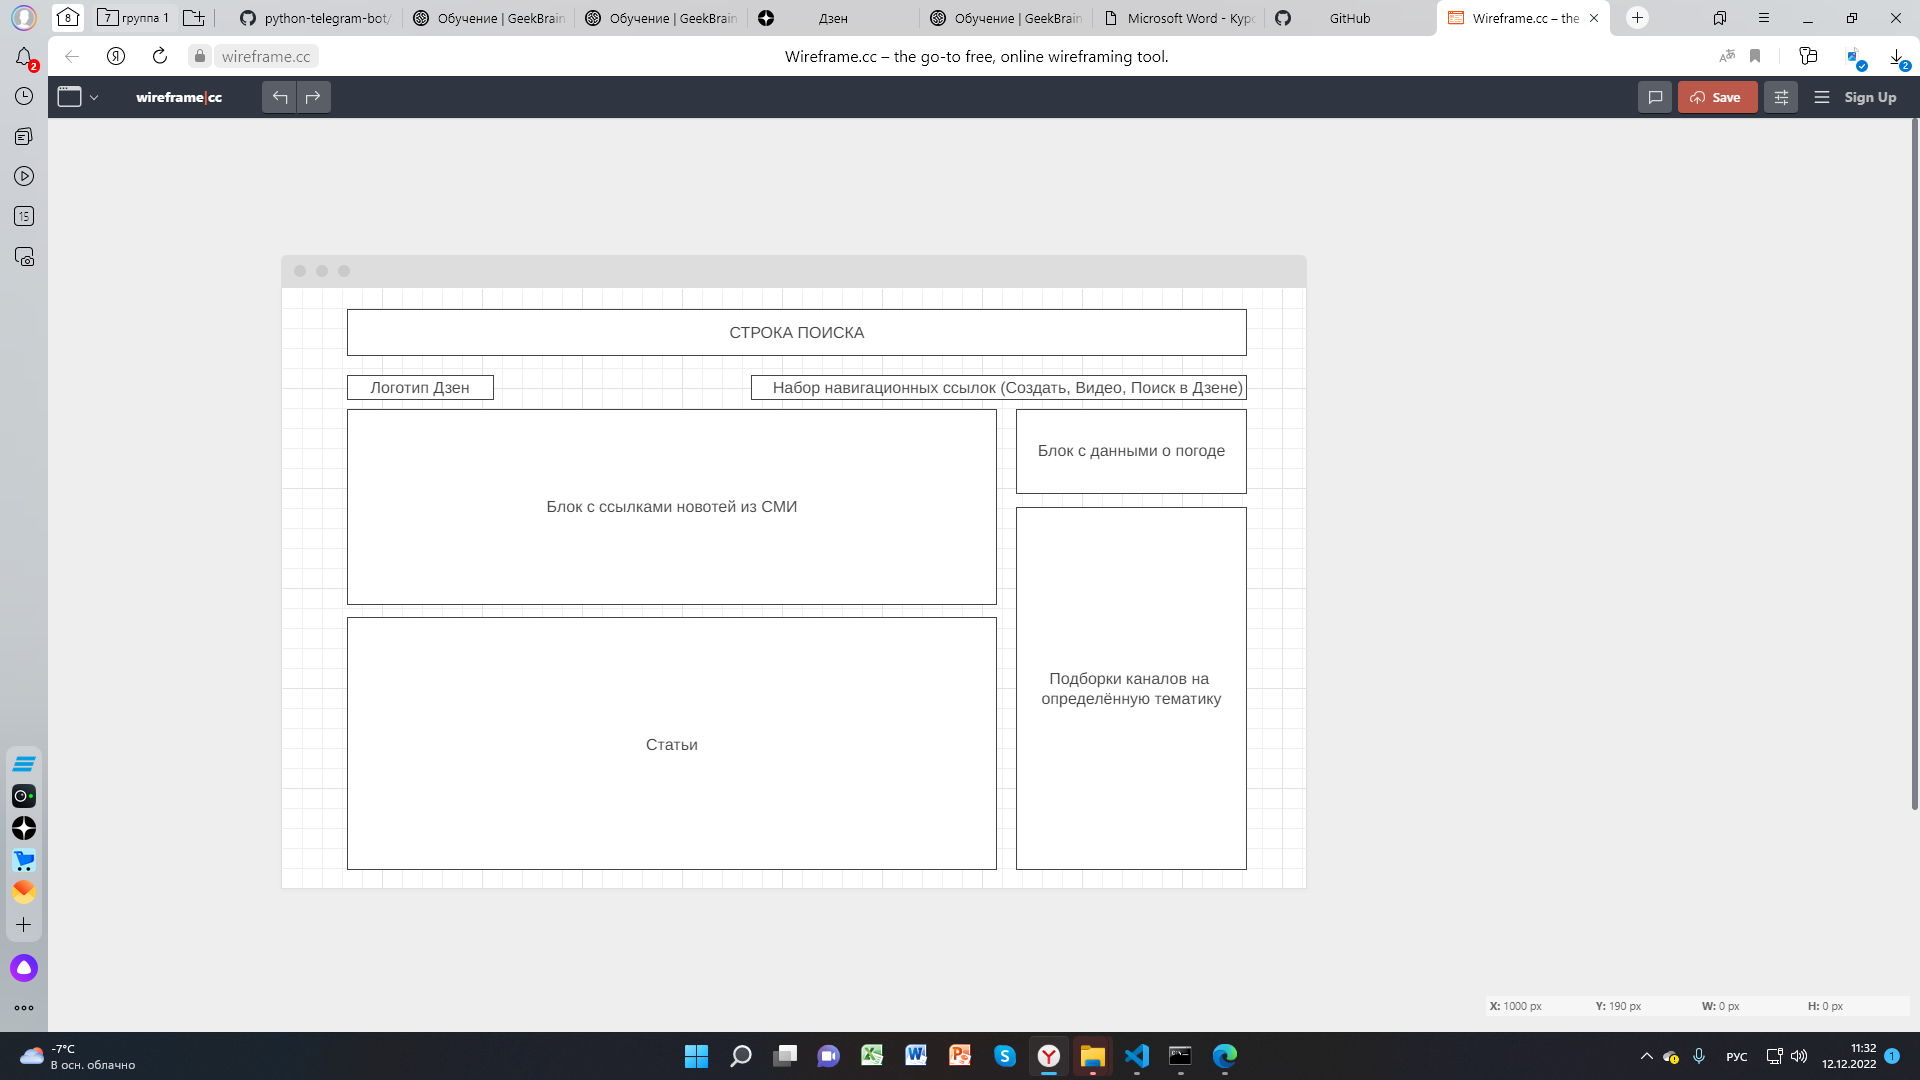 8
7
группа 1
python-telegram-bot/
Обучение | GeekBrain
Обучение | GeekBrain
Дзен
Обучение | GeekBrain
Microsoft Word - Курс
GitHub
Wireframe.cc – the
2
wireframe.cc
Wireframe.cc – the go-to free, online wireframing tool.
2
wireframe|cc
Save
Sign Up
15
СТРОКА ПОИСКА
Логотип Дзен
Набор навигационных ссылок (Создать, Видео, Поиск в Дзене)
Блок с ссылками новотей из СМИ
Блок с данными о погоде
Подборки каналов на
определённую тематику
Статьи
X: 1000 px
Y: 190 px
W: 0 px
H: 0 px
-7°C
В осн. облачно
РУС
11:32
12.12.2022
1